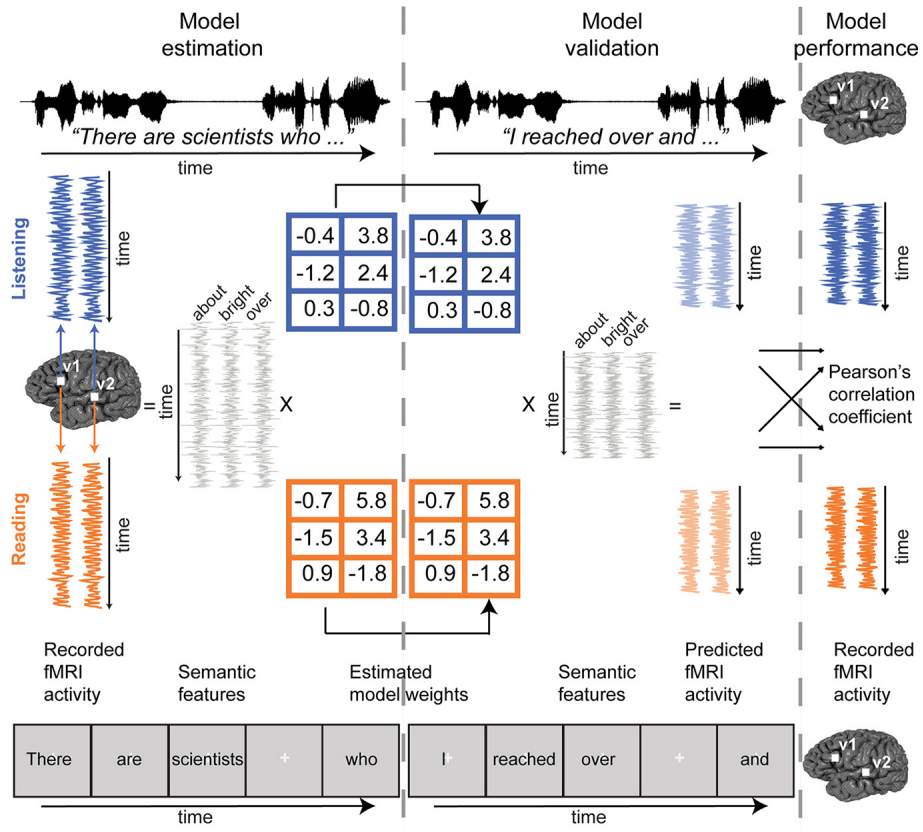 Model
estimation
Model
validation
Model
performance
v1
v2
“There are scientists who ...”
“I reached over and ...”
time
time
Listening
time
-0.4 3.8
-1.2 2.4
0.3 -0.8
-0.4 3.8
-1.2 2.4
0.3 -0.8
time
time
v1
v2
=
time
about
bright
over
X
X
time
about
bright
over
=
Pearson’s
correlation
coefficient
Reading
time
-0.7 5.8
-1.5 3.4
0.9 -1.8
-0.7 5.8
-1.5 3.4
0.9 -1.8
time
time
Recorded
fMRI
activity
Semantic
features
Estimated
model weights
Semantic
features
Predicted
fMRI
activity
Recorded
fMRI
activity
There are scientists + who
I + reached over + and
v1
v2
time
time